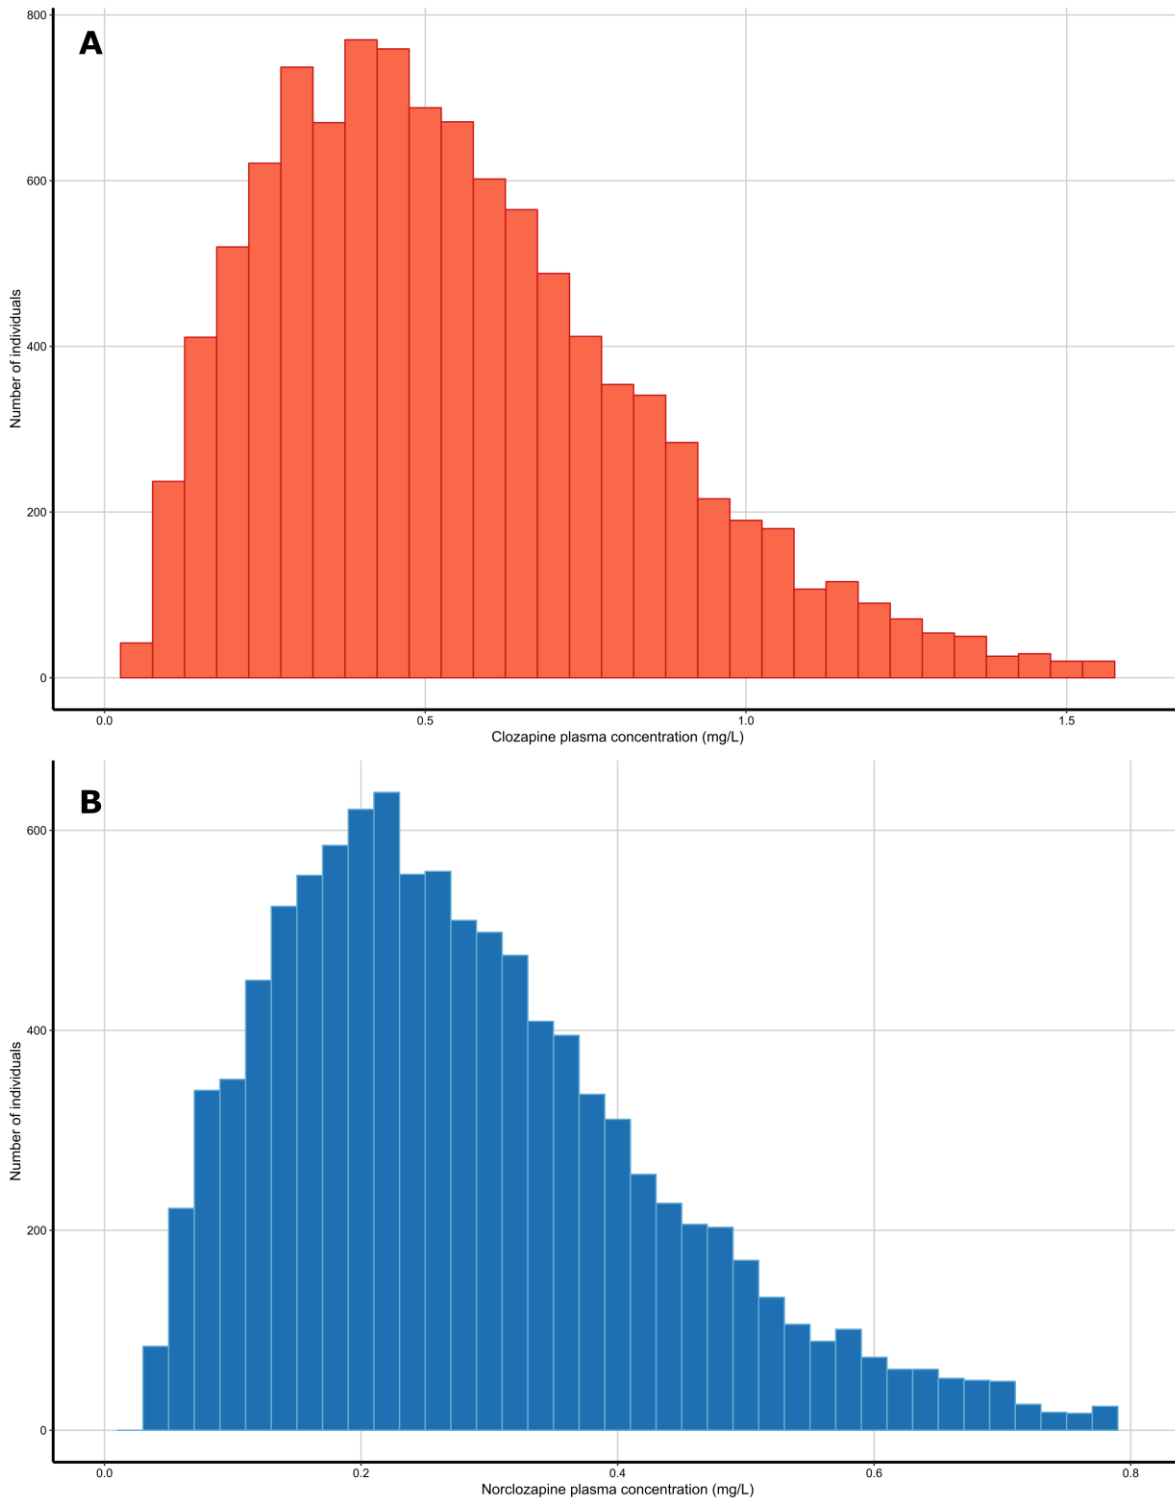 A
800
600
400
200
0
Number of individuals
0.0 0.5 1.0 1.5
Clozapine plasma concentration (mg/L)
B
600
400
200
0
Number of individuals
0.0 0.2 0.4 0.6 0.8
Norclozapine plasma concentration (mg/L)